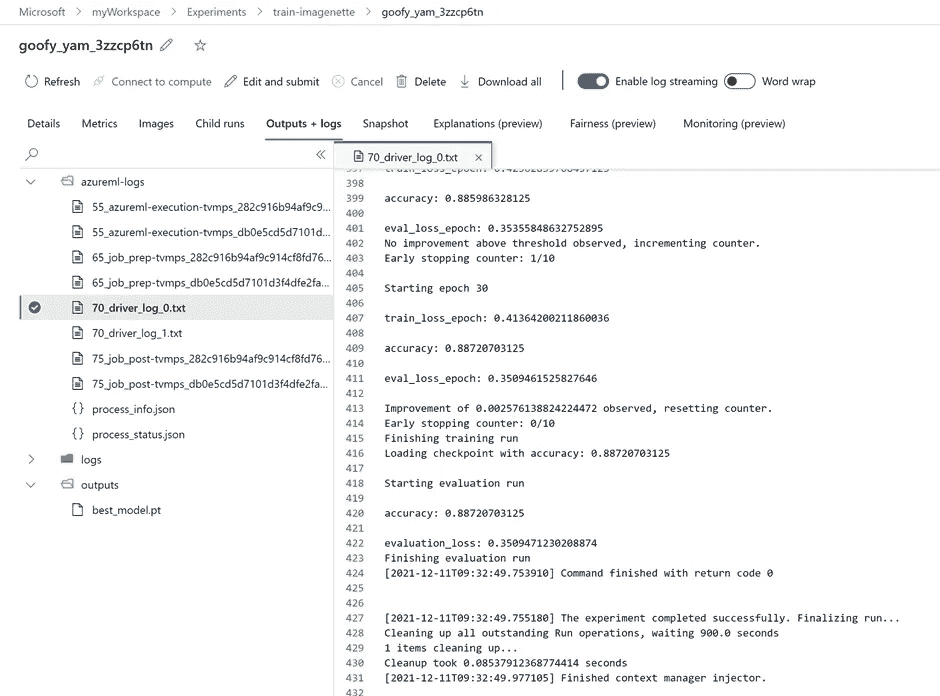 Microsoft > myWorkspace > Experiments > train-imagenette > goofy_yam_3zzcp6tn
goofy_yam_3zzcp6tn
Refresh Connect to compute Edit and submit Cancel Delete Download all Enable log streaming Word wrap
Details Metrics Images Child runs Outputs + logs Snapshot Explanations (preview) Fairness (preview) Monitoring (preview)
azureml-logs
55_azureml-execution-tvmps_282c916b94af9c9...
55_azureml-execution-tvmps_db0e5cd5d7101d...
65_job_prep-tvmps_282c916b94af9c914cf8fd76...
65_job_prep-tvmps_db0e5cd5d7101d3f4dfe2fa...
70_driver_log_0.txt
70_driver_log_1.txt
75_job_post-tvmps_282c916b94af9c914cf8fd76...
75_job_post-tvmps_db0e5cd5d7101d3f4dfe2fa...
{} process_info.json
{} process_status.json
logs
outputs
best_model.pt
70_driver_log_0.txt
397 train_loss_epoch:
398
399 accuracy: 0.885986328125
400
401 eval_loss_epoch: 0.35355848632752895
402 No improvement above threshold observed, incrementing counter.
403 Early stopping counter: 1/10
404
405 Starting epoch 30
406
407 train_loss_epoch: 0.41364200211860036
408
409 accuracy: 0.88720703125
410
411 eval_loss_epoch: 0.3509461525827646
412
413 Improvement of 0.002576138824224472 observed, resetting counter.
414 Early stopping counter: 0/10
415 Finishing training run
416 Loading checkpoint with accuracy: 0.88720703125
417
418 Starting evaluation run
419
420 accuracy: 0.88720703125
421
422 evaluation_loss: 0.3509471230208874
423 Finishing evaluation run
424 [2021-12-11T09:32:49.753910] Command finished with return code 0
425
426
427 [2021-12-11T09:32:49.755180] The experiment completed successfully. Finalizing run...
428 Cleaning up all outstanding Run operations, waiting 900.0 seconds
429 1 items cleaning up...
430 Cleanup took 0.08537912368774414 seconds
431 [2021-12-11T09:32:49.977105] Finished context manager injector.
432